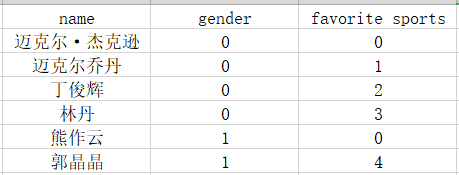 name gender favorite sports
迈克尔·杰克逊 0 0
迈克尔乔丹 0 1
丁俊辉 0 2
林丹 0 3
熊作云 1 0
郭晶晶 1 4